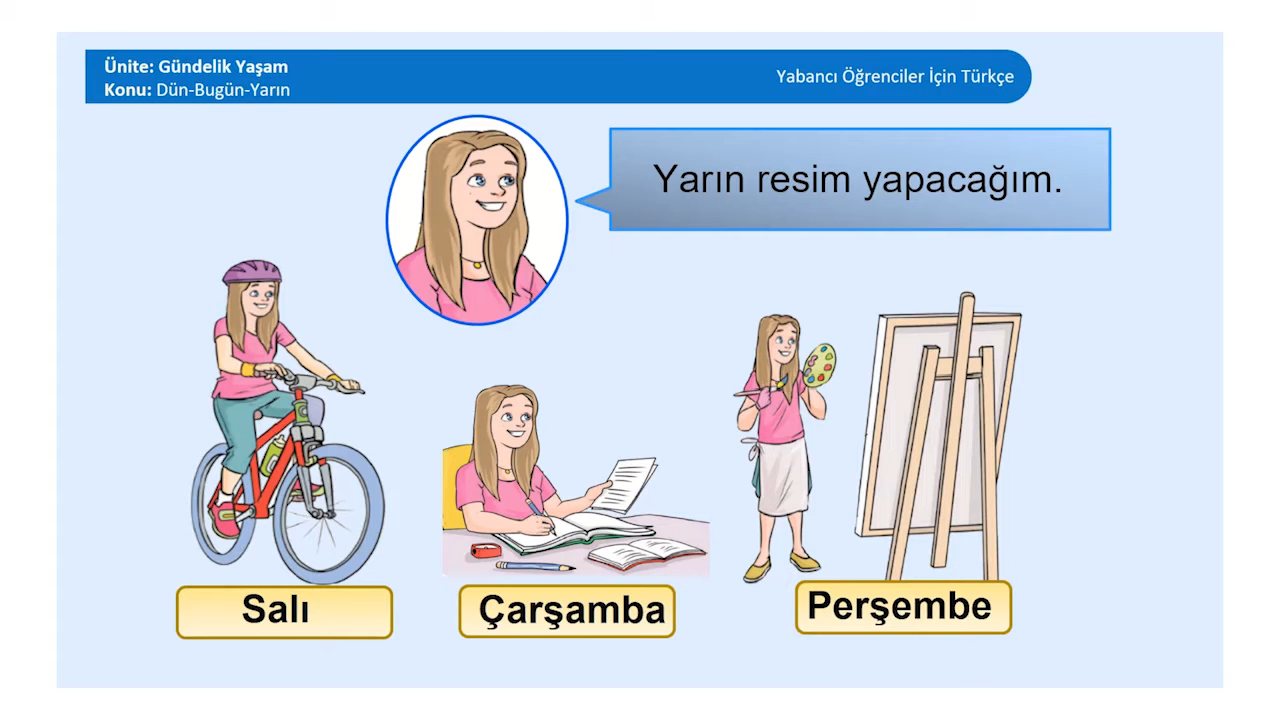 Ünite: Gündelik Yaşam
Konu: Dün-Bugün-Yarın
Yabancı Öğrenciler İçin Türkçe
Yarın resim yapacağım.
Salı
Çarşamba
Perşembe